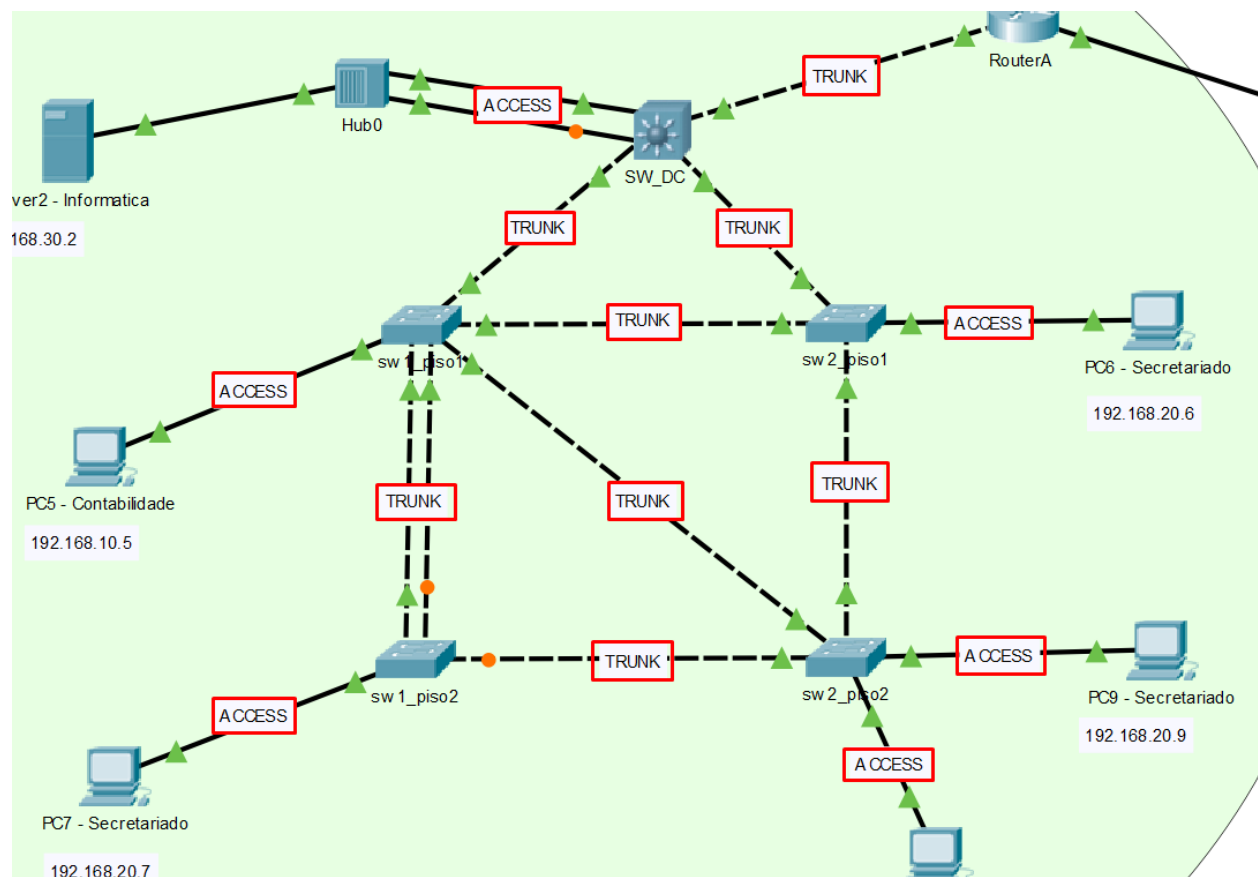 RouterA
TRUNK
ACCESS
Hub0
SW_DC
ver2 - Informatica
168.30.2
TRUNK
TRUNK
TRUNK
ACCESS
sw1_piso1
sw2_piso1
PC6 - Secretariado
192.168.20.6
ACCESS
PC5 - Contabilidade
192.168.10.5
TRUNK
TRUNK
TRUNK
TRUNK
ACCESS
sw1_piso2
sw2_piso2
PC9 - Secretariado
192.168.20.9
ACCESS
ACCESS
PC7 - Secretariado
192.168.20.7